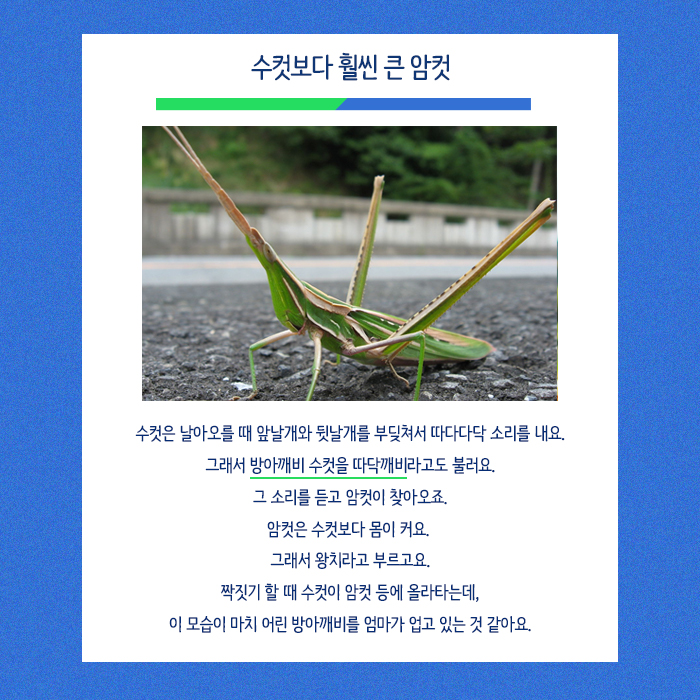 수컷보다 훨씬 큰 암컷
수컷은 날아오를 때 앞날개와 뒷날개를 부딪쳐서 따다다닥 소리를 내요.
그래서 방아깨비 수컷을 따닥깨비라고도 불러요.
그 소리를 듣고 암컷이 찾아오죠.
암컷은 수컷보다 몸이 커요.
그래서 왕치라고 부르고요.
짝짓기 할 때 수컷이 암컷 등에 올라타는데,
이 모습이 마치 어린 방아깨비를 엄마가 업고 있는 것 같아요.